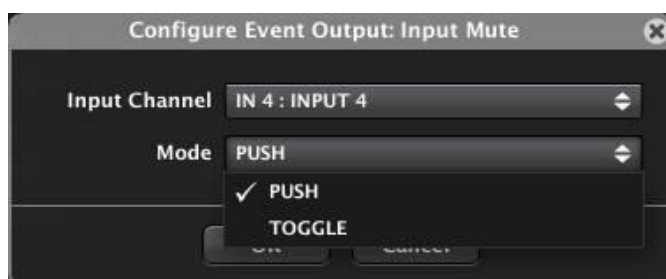 Configure Event Output: Input Mute
Input Channel IN 4 : INPUT 4
Mode PUSH
✓ PUSH
TOGGLE